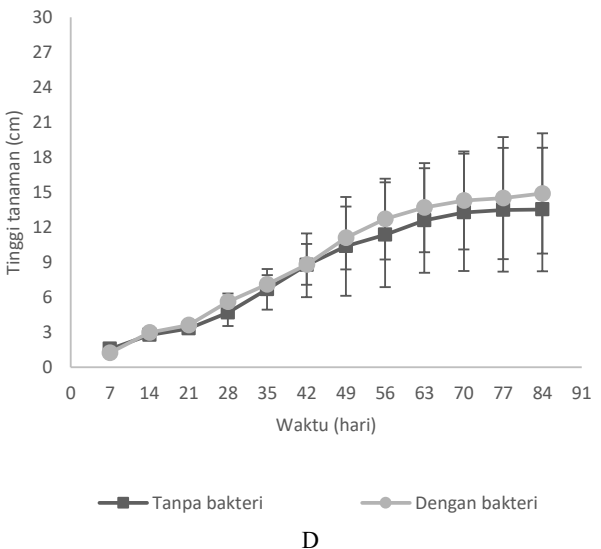 30
27
24
21
18
15
12
9
6
3
0
Tinggi tanaman (cm)
0 7 14 21 28 35 42 49 56 63 70 77 84 91
Waktu (hari)
Tanpa bakteri Dengan bakteri
D